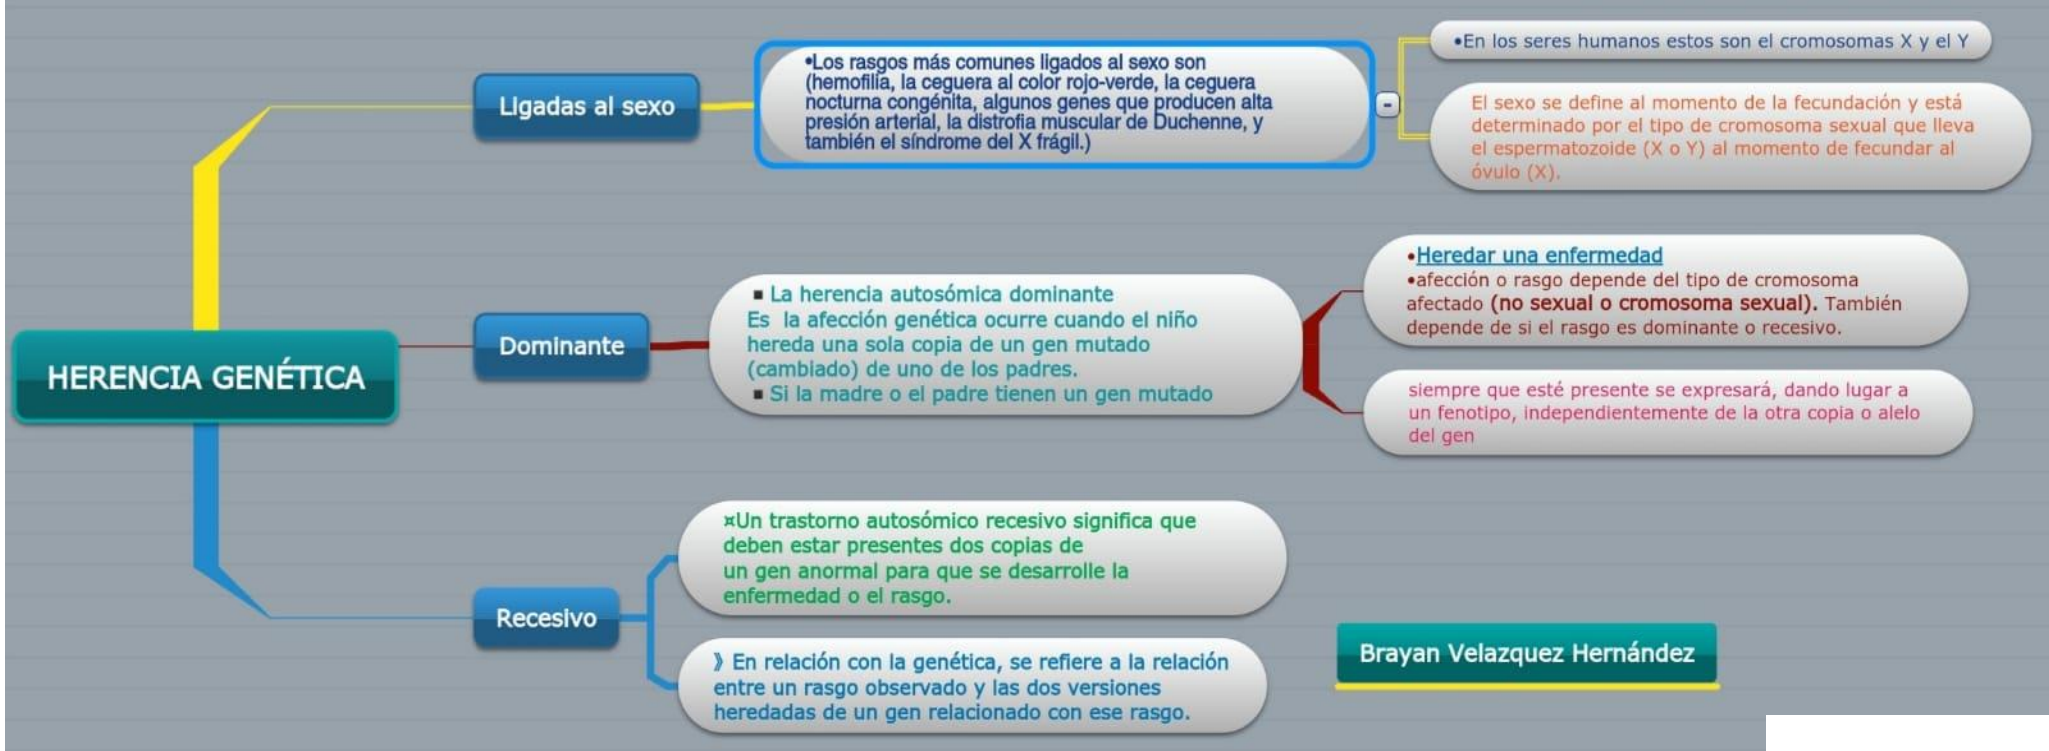 HERENCIA GENÉTICA
Ligadas al sexo
•Los rasgos más comunes ligados al sexo son
(hemofilia, la ceguera al color rojo-verde, la ceguera
nocturna congénita, algunos genes que producen alta
presión arterial, la distrofia muscular de Duchenne, y
también el síndrome del X frágil.)
-
•En los seres humanos estos son el cromosomas X y el Y
El sexo se define al momento de la fecundación y está
determinado por el tipo de cromosoma sexual que lleva
el espermatozoide (X o Y) al momento de fecundar al
óvulo (X).
Dominante
▪ La herencia autosómica dominante
Es la afección genética ocurre cuando el niño
hereda una sola copia de un gen mutado
(cambiado) de uno de los padres.
▪ Si la madre o el padre tienen un gen mutado
•Heredar una enfermedad
•afección o rasgo depende del tipo de cromosoma
afectado (no sexual o cromosoma sexual). También
depende de si el rasgo es dominante o recesivo.
siempre que esté presente se expresará, dando lugar a
un fenotipo, independientemente de la otra copia o alelo
del gen
Recesivo
¤Un trastorno autosómico recesivo significa que
deben estar presentes dos copias de
un gen anormal para que se desarrolle la
enfermedad o el rasgo.
》En relación con la genética, se refiere a la relación
entre un rasgo observado y las dos versiones
heredadas de un gen relacionado con ese rasgo.
Brayan Velazquez Hernández